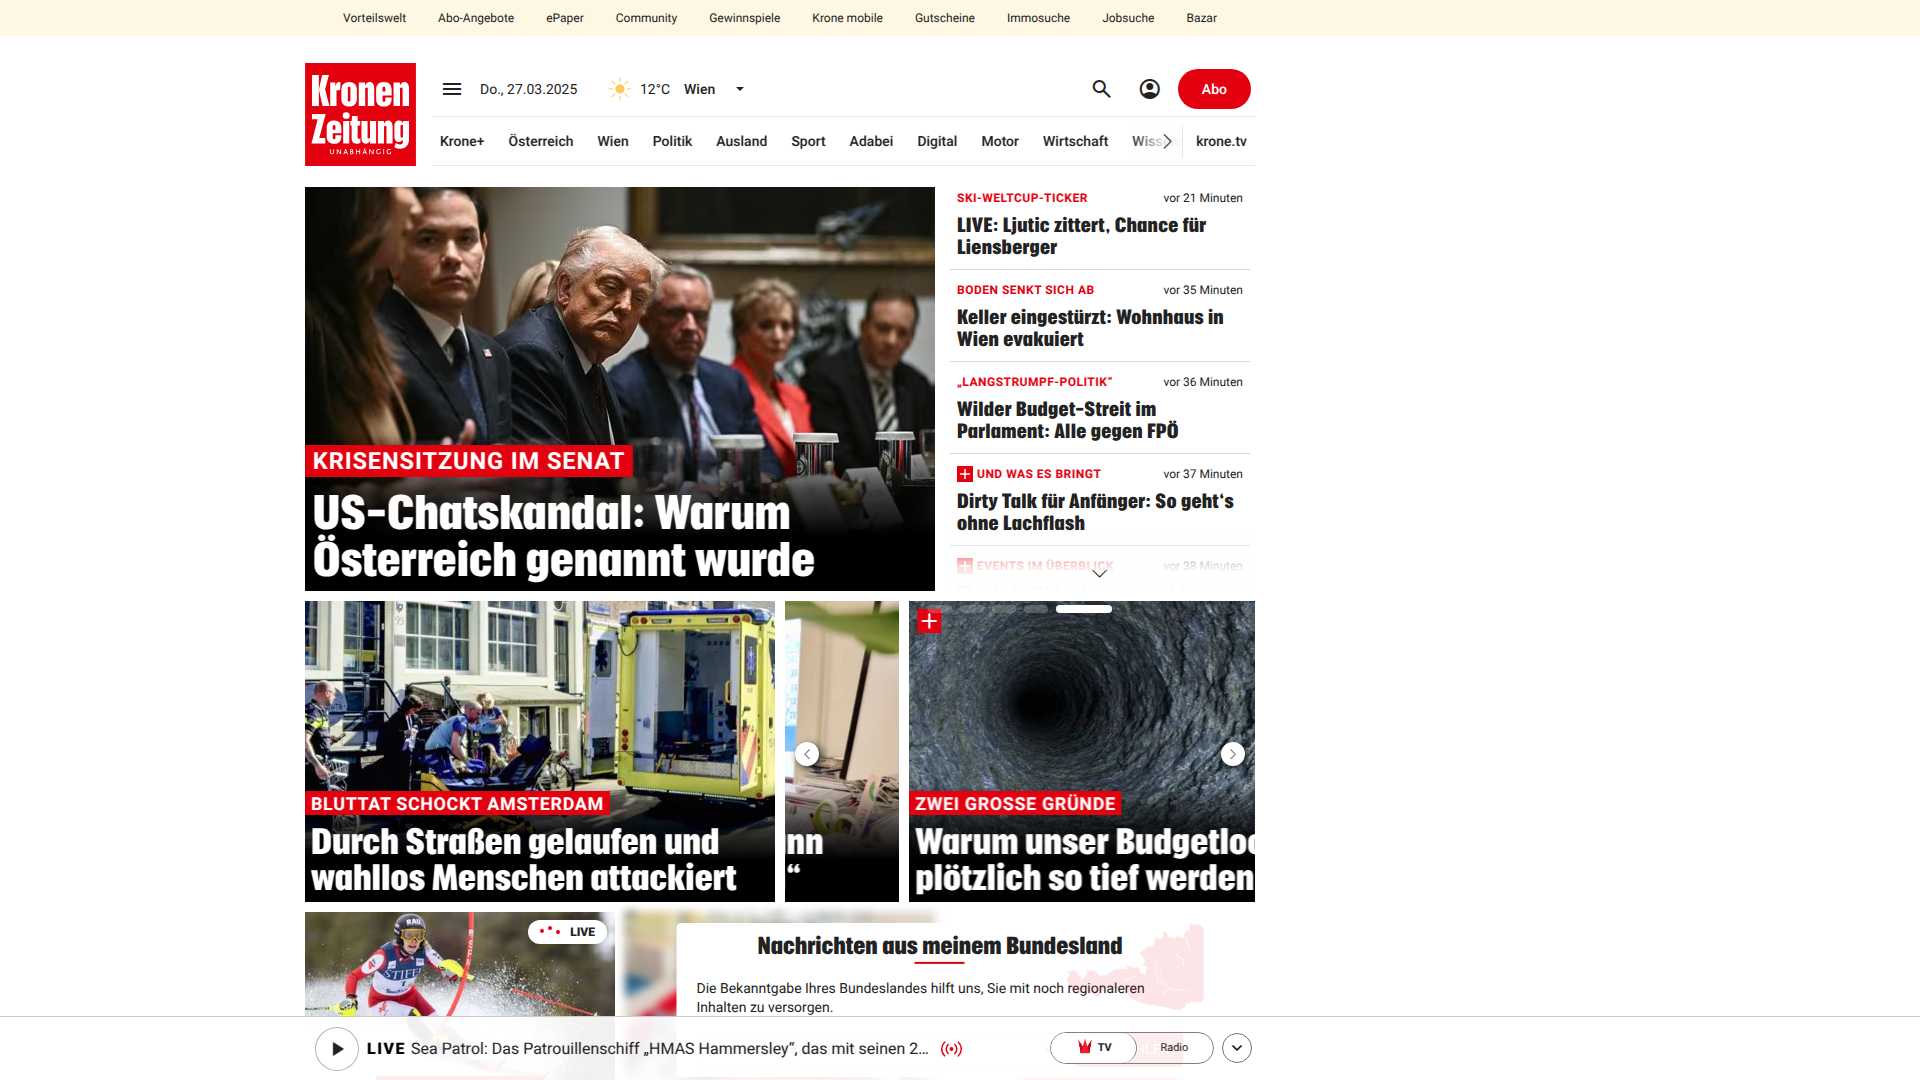 Vorteilswelt Abo-Angebote ePaper Community Gewinnspiele Krone mobile Gutscheine Immosuche Jobsuche Bazar
Kronen
Zeitung
UNABHÄNGIG
Do., 27.03.2025 12°C Wien
Abo
Krone+ Österreich Wien Politik Ausland Sport Adabei Digital Motor Wirtschaft Wiss krone.tv
KRISENSITZUNG IM SENAT
US-Chatskandal: Warum
Österreich genannt wurde
SKI-WELTCUP-TICKER vor 21 Minuten
LIVE: Ljutic zittert, Chance für
Liensberger
BODEN SENKT SICH AB vor 35 Minuten
Keller eingestürzt: Wohnhaus in
Wien evakuiert
„LANGSTRUMPF-POLITIK“ vor 36 Minuten
Wilder Budget-Streit im
Parlament: Alle gegen FPÖ
UND WAS ES BRINGT vor 37 Minuten
Dirty Talk für Anfänger: So geht‘s
ohne Lachflash
EVENTS IM ÜBERBLICK vor 38 Minuten
BLUTTAT SCHOCKT AMSTERDAM
Durch Straßen gelaufen und
wahllos Menschen attackiert
nn
“
ZWEI GROSSE GRÜNDE
Warum unser Budgetloc
plötzlich so tief werden
LIVE
STIFEL
Nachrichten aus meinem Bundesland
Die Bekanntgabe Ihres Bundeslandes hilft uns, Sie mit noch regionaleren
Inhalten zu versorgen.
LIVE Sea Patrol: Das Patrouillenschiff „HMAS Hammersley“, das mit seinen 2...
TV Radio